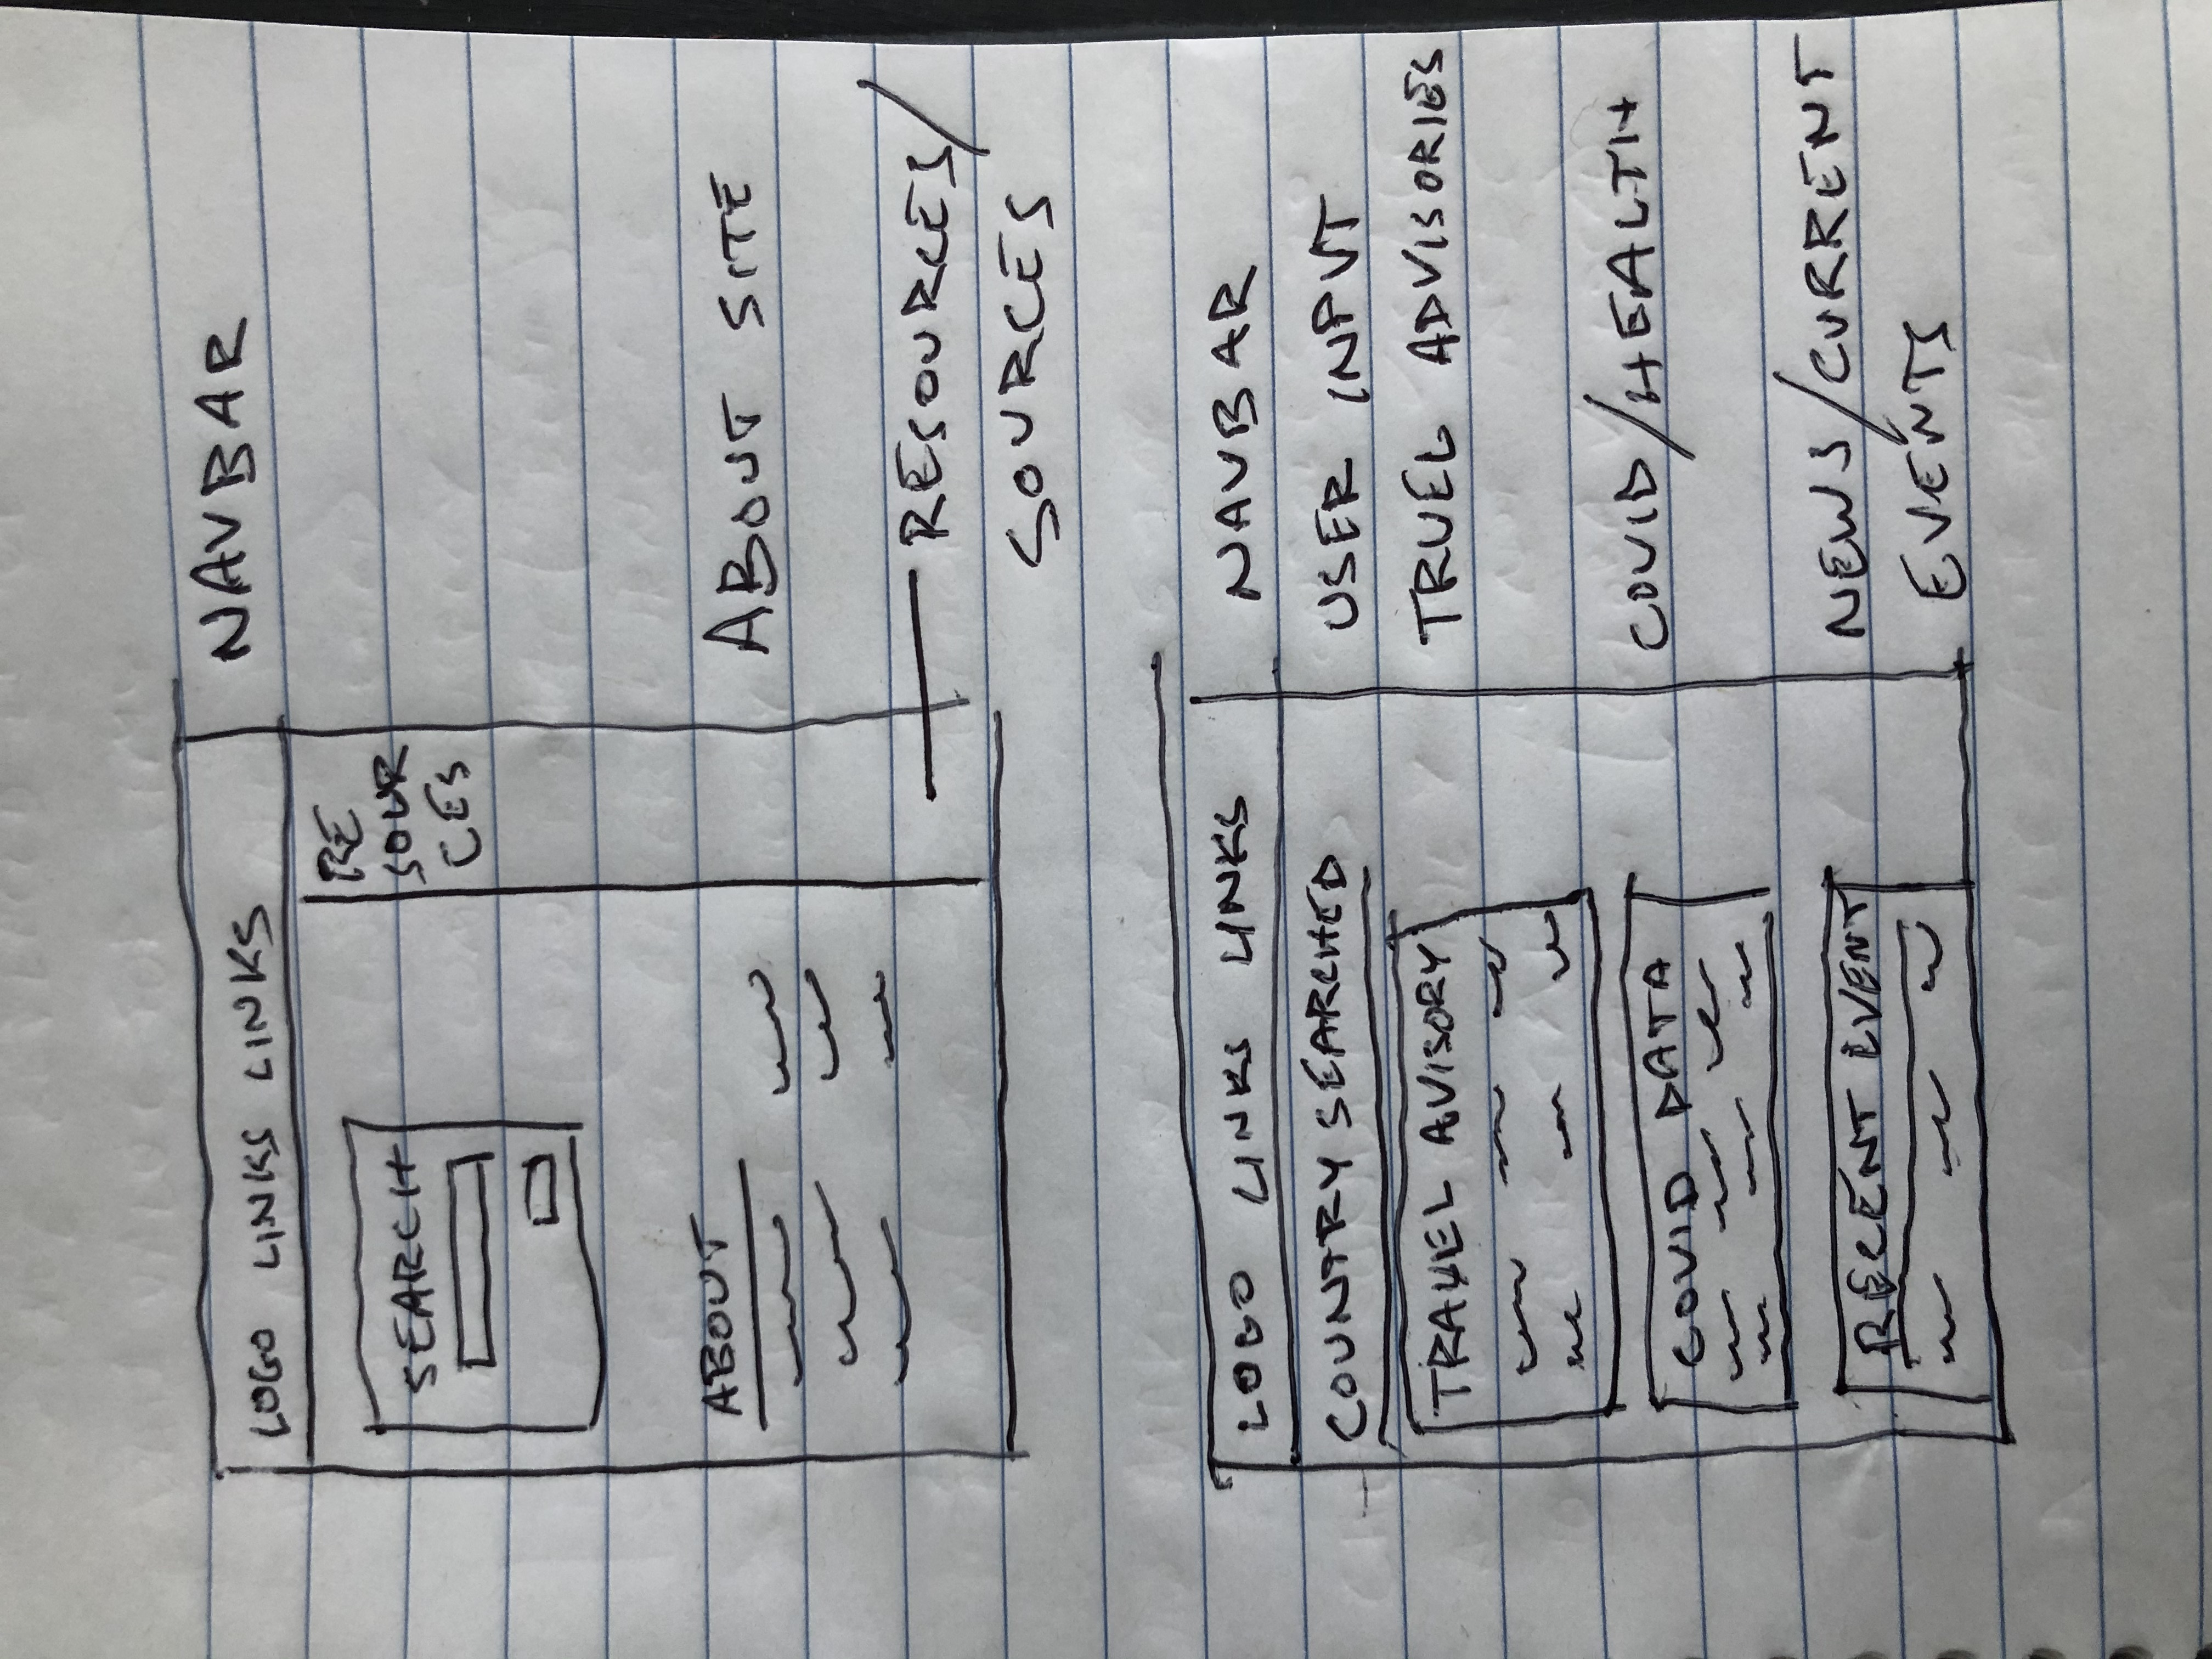 LOGO LINKS LINKS NAVBAR
SEARCH
RE
SOUR
CES
ABOUT
ABOUT SITE
RESOURCES/
SOURCES
LOGO LINKS LINKS NAVBAR
COUNTRY SEARCHED USER INPUT
TRAVEL AVISORY TRUEL ADVISORIES
COVID DATA COVID/HEALTH
RECENT EVENT NEWS/CURRENT
EVENTS